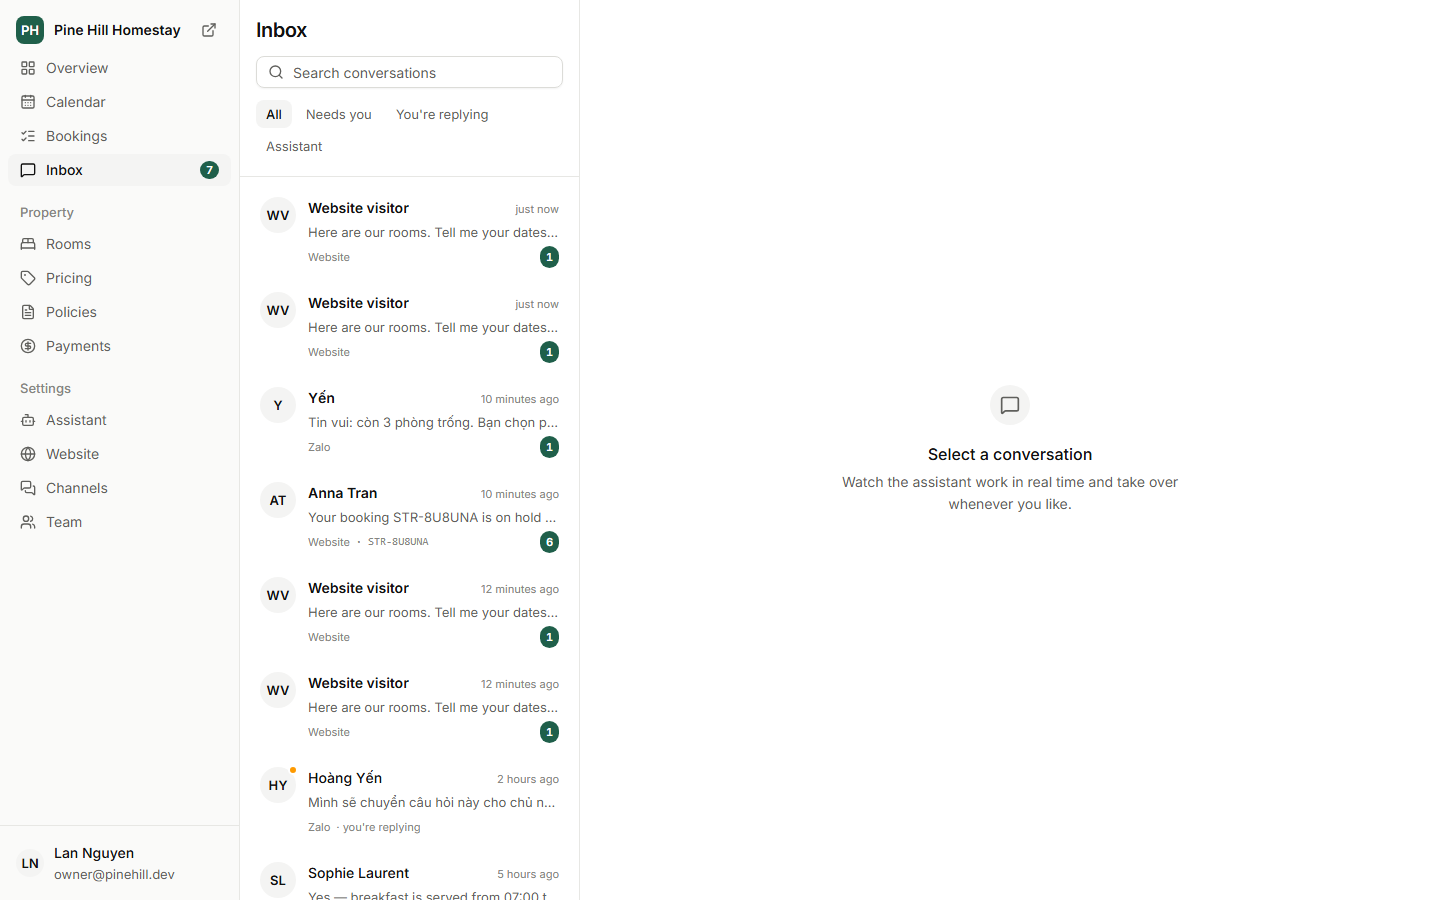 PH Pine Hill Homestay
Overview
Calendar
Bookings
Inbox 7
Property
Rooms
Pricing
Policies
Payments
Settings
Assistant
Website
Channels
Team
LN Lan Nguyen
owner@pinehill.dev
Inbox
Search conversations
All Needs you You're replying
Assistant
WV Website visitor just now
Here are our rooms. Tell me your dates...
Website 1
WV Website visitor just now
Here are our rooms. Tell me your dates...
Website 1
Y Yến 10 minutes ago
Tin vui: còn 3 phòng trống. Bạn chọn p...
Zalo 1
AT Anna Tran 10 minutes ago
Your booking STR-8U8UNA is on hold ...
Website · STR-8U8UNA 6
WV Website visitor 12 minutes ago
Here are our rooms. Tell me your dates...
Website 1
WV Website visitor 12 minutes ago
Here are our rooms. Tell me your dates...
Website 1
HY Hoàng Yến 2 hours ago
Mình sẽ chuyển câu hỏi này cho chủ n...
Zalo · you're replying
SL Sophie Laurent 5 hours ago
Yes — breakfast is served from 07:00 t...
Select a conversation
Watch the assistant work in real time and take over
whenever you like.